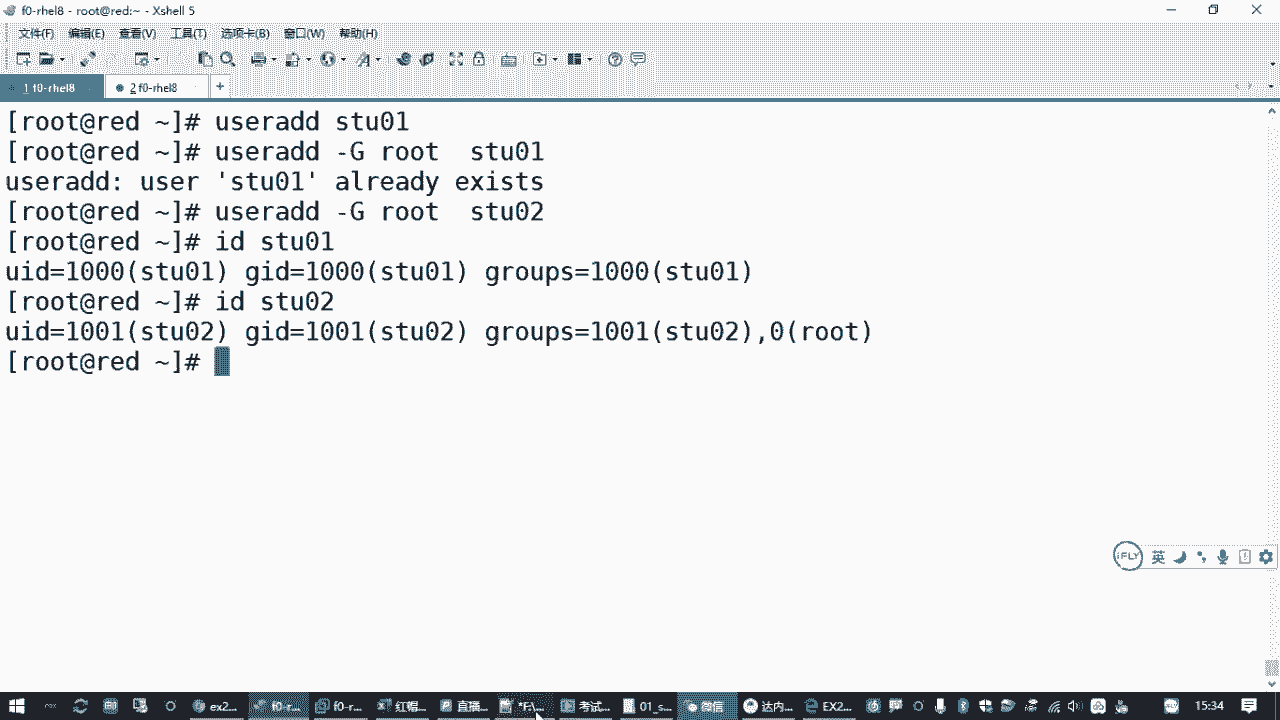 f0-rhel8 - root@red:~ - Xshell 5
文件(F) 编辑(E) 查看(V) 工具(T) 选项卡(B) 窗口(W) 帮助(H)
1 f0-rhel8 2 f0-rhel8 +
[root@red ~]# useradd stu01
[root@red ~]# useradd -G root  stu01
useradd: user 'stu01' already exists
[root@red ~]# useradd -G root  stu02
[root@red ~]# id stu01
uid=1000(stu01) gid=1000(stu01) groups=1000(stu01)
[root@red ~]# id stu02
uid=1001(stu02) gid=1001(stu02) groups=1001(stu02),0(root)
[root@red ~]#
iFLY 英
ex2... f0-r... f0-r... 红帽... 直播... 考试... 01_s... 微信 达内... EX2... 15:34